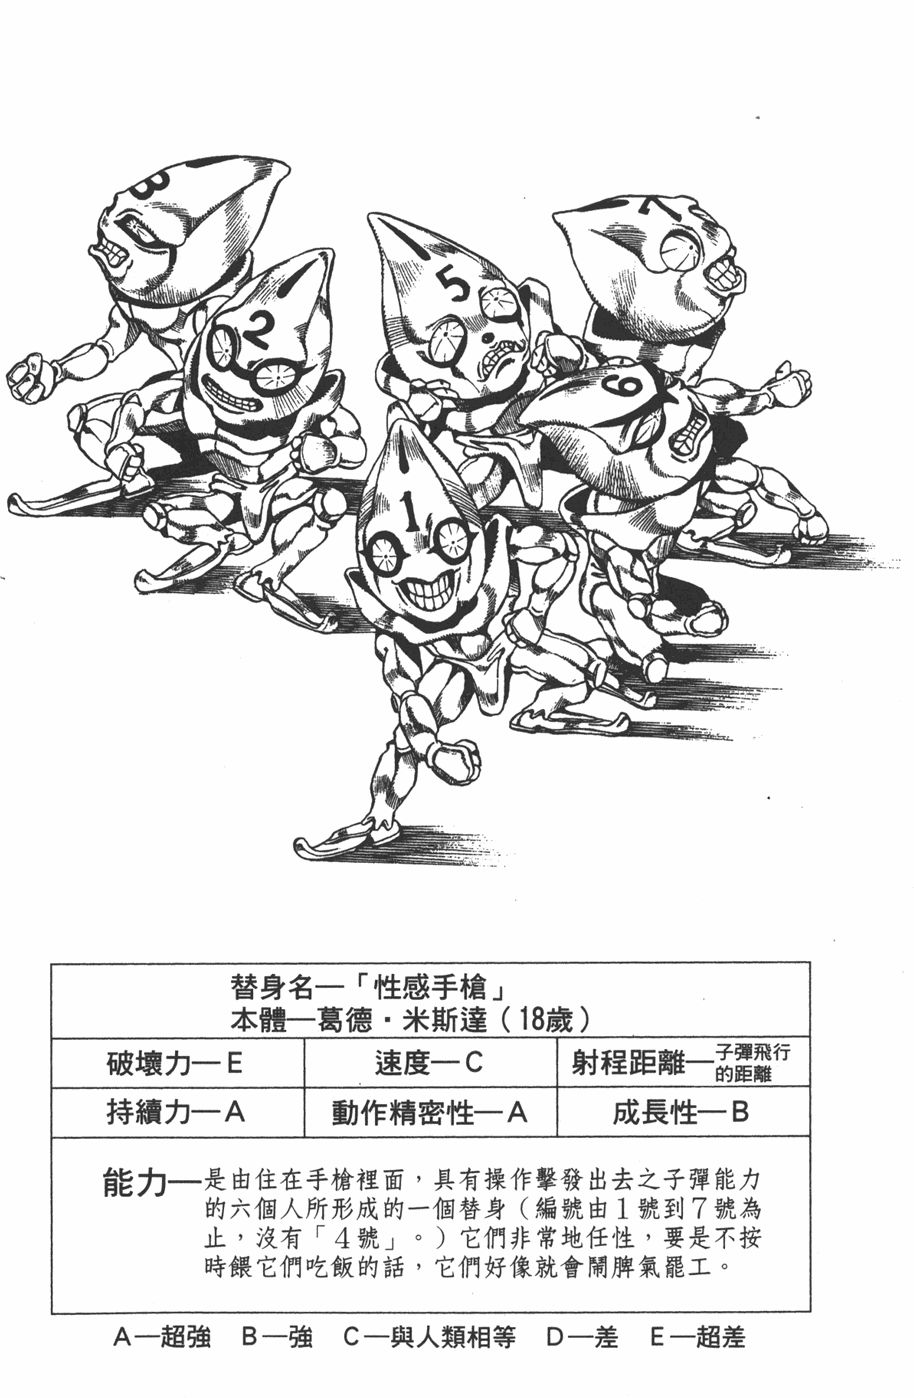 3
7
5
2
6
1
替身名—「性感手槍」
本體—葛德・米斯達(18歲)
破壞力—E
速度—C
射程距離—子彈飛行
的距離
持續力—A
動作精密性—A
成長性—B
能力—是由住在手槍裡面,具有操作擊發出去之子彈能力
的六個人所形成的一個替身(編號由1號到7號為
止,沒有「4號」。)它們非常地任性,要是不按
時餵它們吃飯的話,它們好像就會鬧脾氣罷工。
A—超強 B—強 C—與人類相等 D—差 E—超差